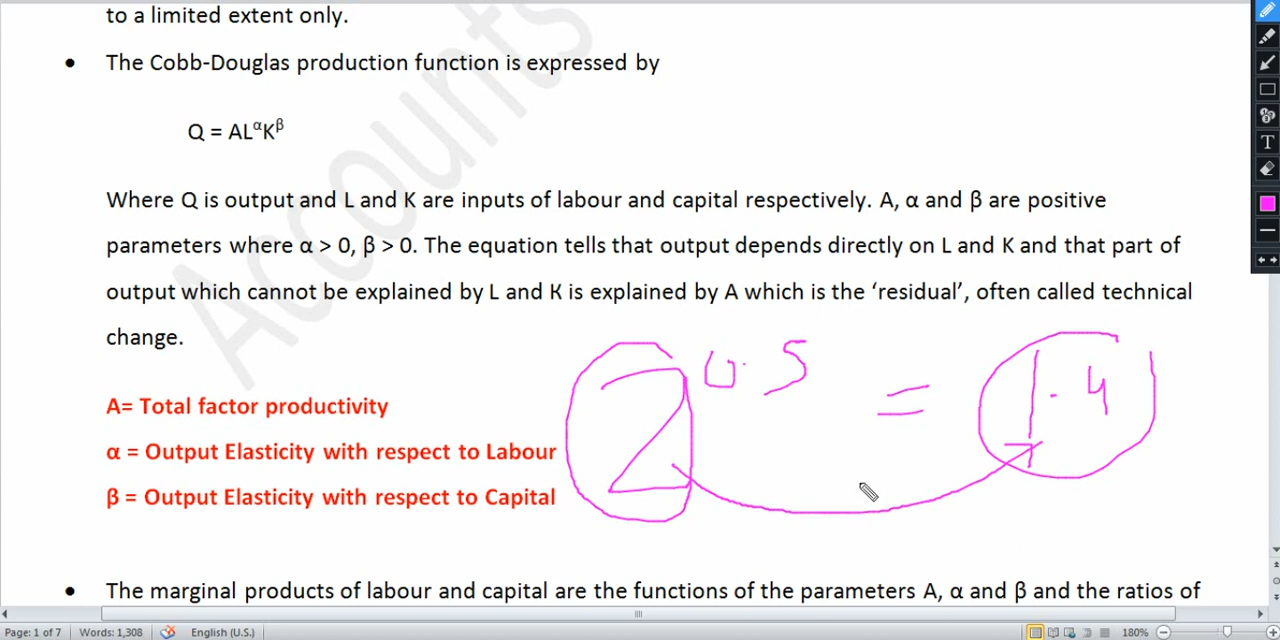 to a limited extent only.
• The Cobb-Douglas production function is expressed by
Q = AL^αK^β
Where Q is output and L and K are inputs of labour and capital respectively. A, α and β are positive
parameters where α > 0, β > 0. The equation tells that output depends directly on L and K and that part of
output which cannot be explained by L and K is explained by A which is the ‘residual’, often called technical
change.
2^0.5 = 1.4
A= Total factor productivity
α = Output Elasticity with respect to Labour
β = Output Elasticity with respect to Capital
• The marginal products of labour and capital are the functions of the parameters A, α and β and the ratios of
Accounts
T
Page: 1 of 7
Words: 1,308
English (U.S.)
180%